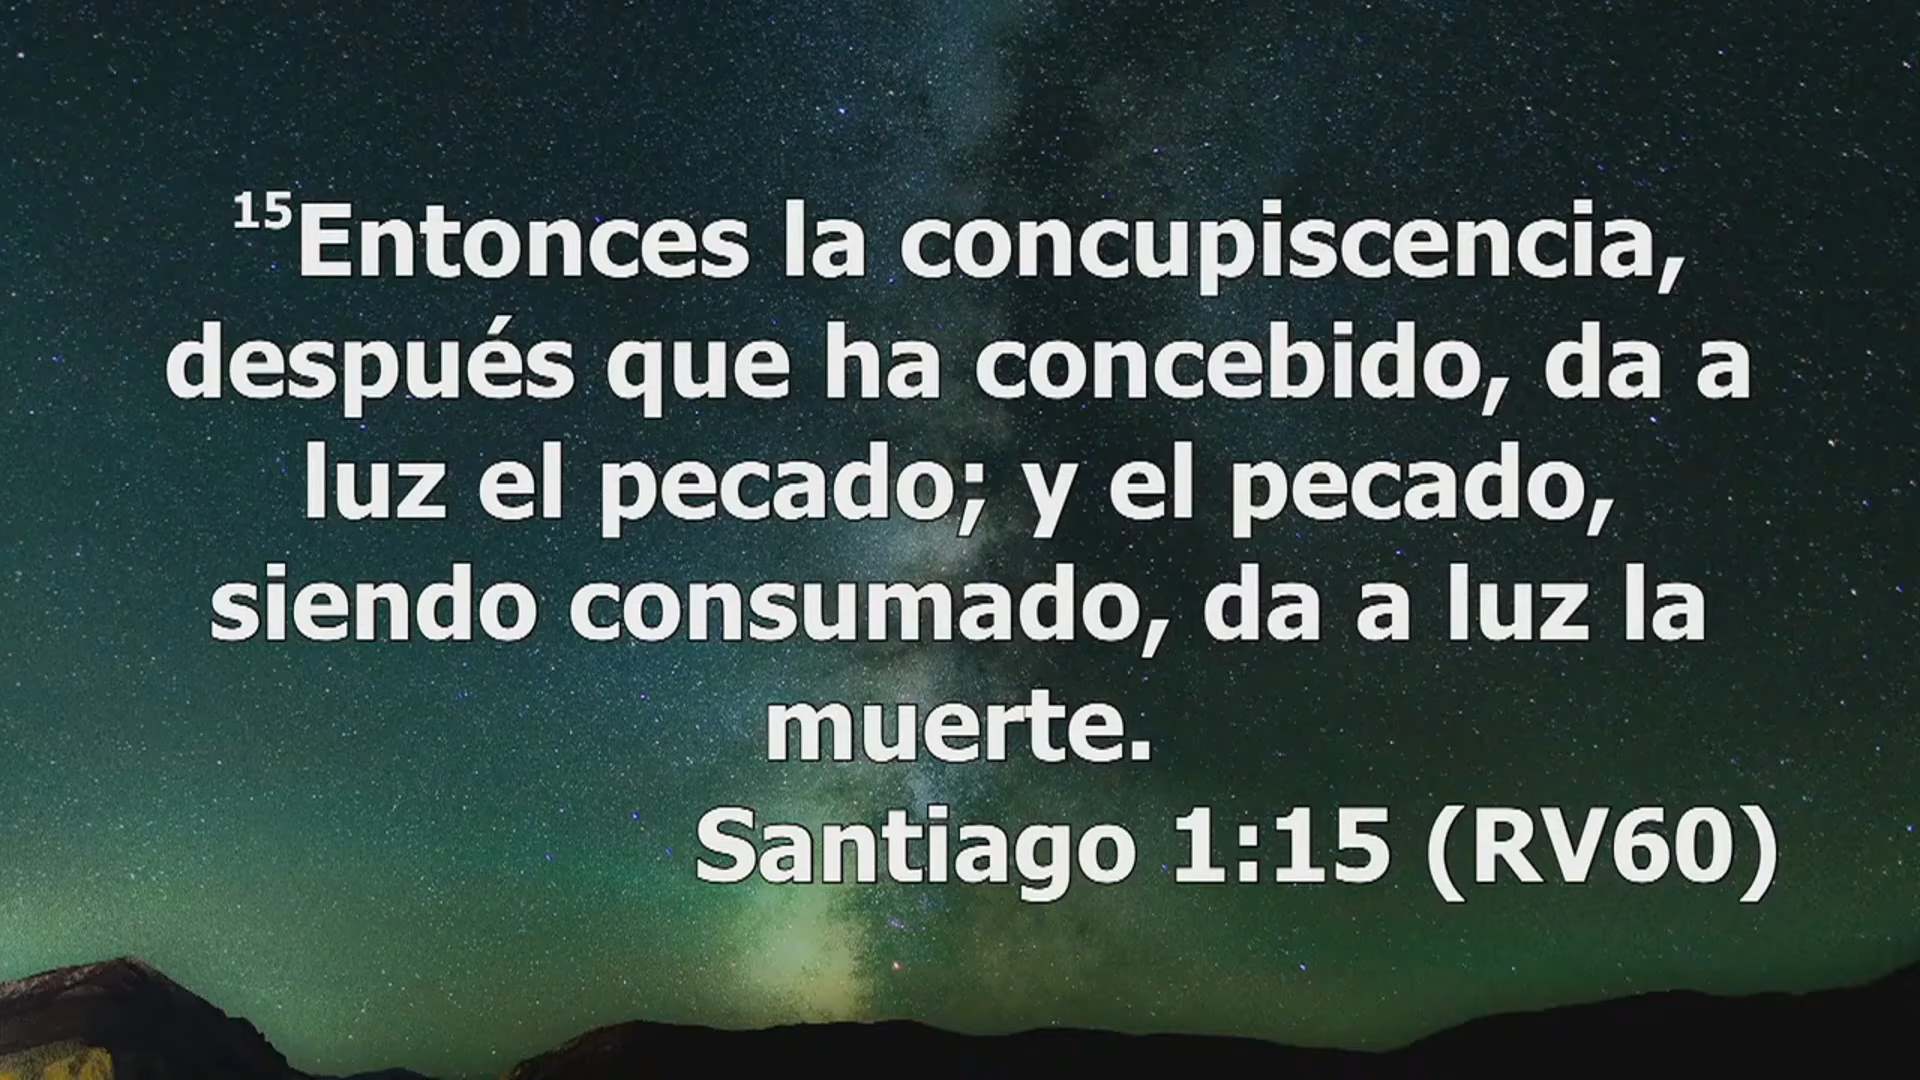 15Entonces la concupiscencia,
después que ha concebido, da a
luz el pecado; y el pecado,
siendo consumado, da a luz la
muerte.
Santiago 1:15 (RV60)